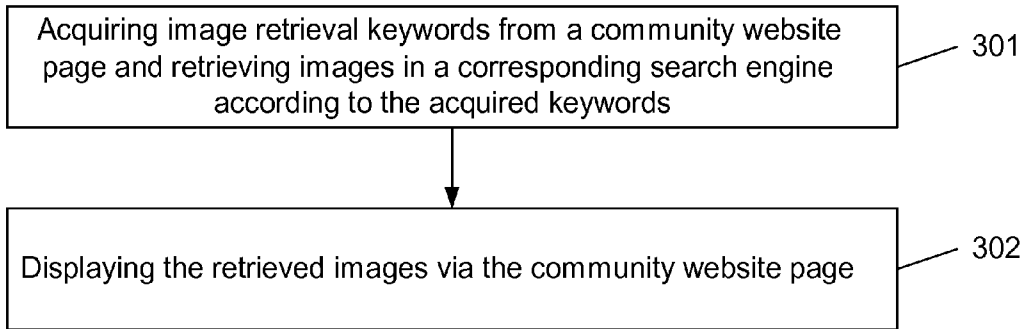 Acquiring image retrieval keywords from a community website
page and retrieving images in a corresponding search engine
according to the acquired keywords
301
Displaying the retrieved images via the community website page
302